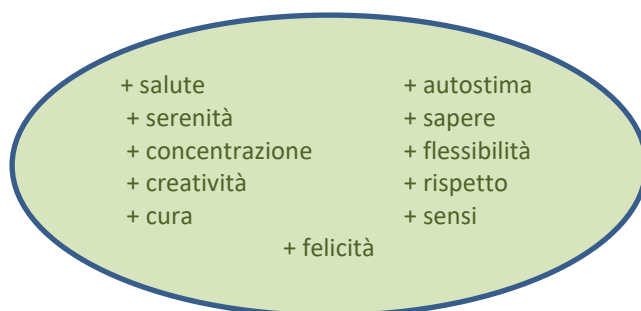 + salute
+ serenità
+ concentrazione
+ creatività
+ cura
+ autostima
+ sapere
+ flessibilità
+ rispetto
+ sensi
+ felicità